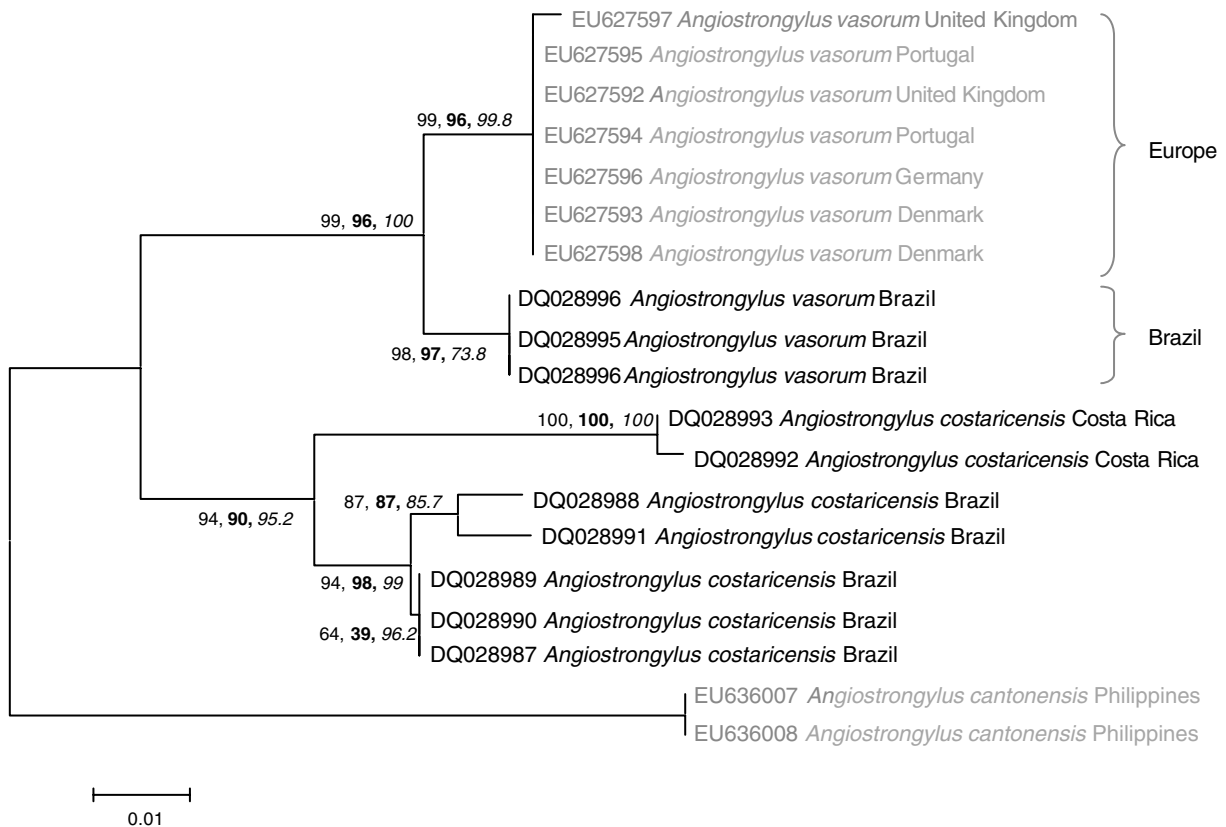 EU627597 Angiostrongylus vasorum United Kingdom
EU627595 Angiostrongylus vasorum Portugal
EU627592 Angiostrongylus vasorum United Kingdom
99, 96, 99.8
EU627594 Angiostrongylus vasorum Portugal
Europe
EU627596 Angiostrongylus vasorum Germany
EU627593 Angiostrongylus vasorum Denmark
99, 96, 100
EU627598 Angiostrongylus vasorum Denmark
DQ028996 Angiostrongylus vasorum Brazil
DQ028995 Angiostrongylus vasorum Brazil
Brazil
98, 97, 73.8
DQ028996 Angiostrongylus vasorum Brazil
100, 100, 100
DQ028993 Angiostrongylus costaricensis Costa Rica
DQ028992 Angiostrongylus costaricensis Costa Rica
87, 87, 85.7
DQ028988 Angiostrongylus costaricensis Brazil
94, 90, 95.2
DQ028991 Angiostrongylus costaricensis Brazil
94, 98, 99
DQ028989 Angiostrongylus costaricensis Brazil
DQ028990 Angiostrongylus costaricensis Brazil
64, 39, 96.2
DQ028987 Angiostrongylus costaricensis Brazil
EU636007 Angiostrongylus cantonensis Philippines
EU636008 Angiostrongylus cantonensis Philippines
0.01